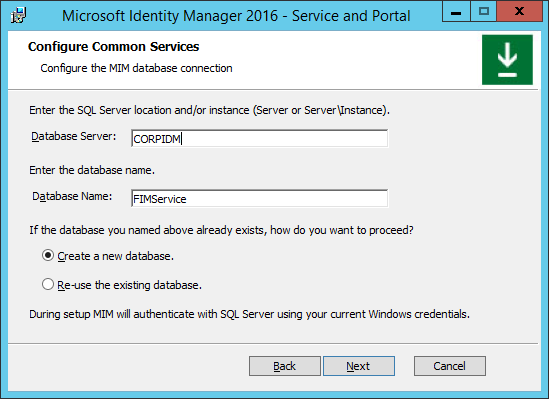 Microsoft Identity Manager 2016 - Service and Portal
Configure Common Services
Configure the MIM database connection
Enter the SQL Server location and/or instance (Server or Server\Instance).
Database Server: CORPIDM
Enter the database name.
Database Name: FIMService
If the database you named above already exists, how do you want to proceed?
Create a new database.
Re-use the existing database.
During setup MIM will authenticate with SQL Server using your current Windows credentials.
Back Next Cancel